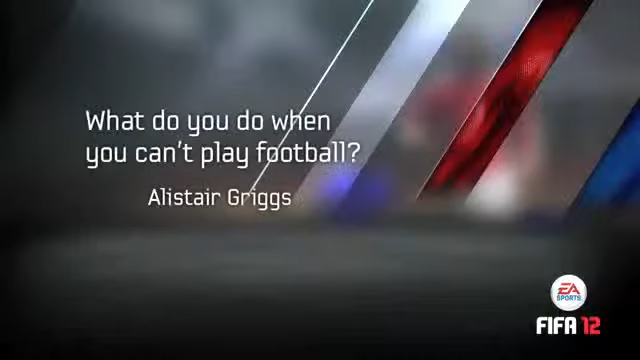 What do you do when
you can't play football?
Alistair Griggs
EA
SPORTS
FIFA 12